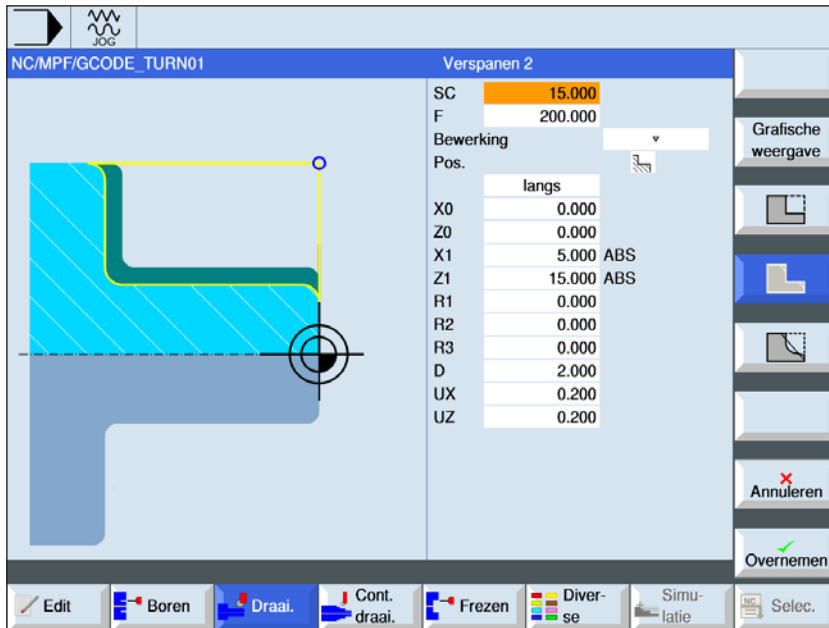 JOG
NC/MPF/GCODE_TURN01
Verspanen 2
SC 15.000
F 200.000
Bewerking ▿
Pos.
langs
X0 0.000
Z0 0.000
X1 5.000 ABS
Z1 15.000 ABS
R1 0.000
R2 0.000
R3 0.000
D 2.000
UX 0.200
UZ 0.200
Grafische
weergave
Annuleren
Overnemen
Edit
Boren
Draai.
Cont.
draai.
Frezen
Diver-
se
Simu-
latie
NC
Selec.